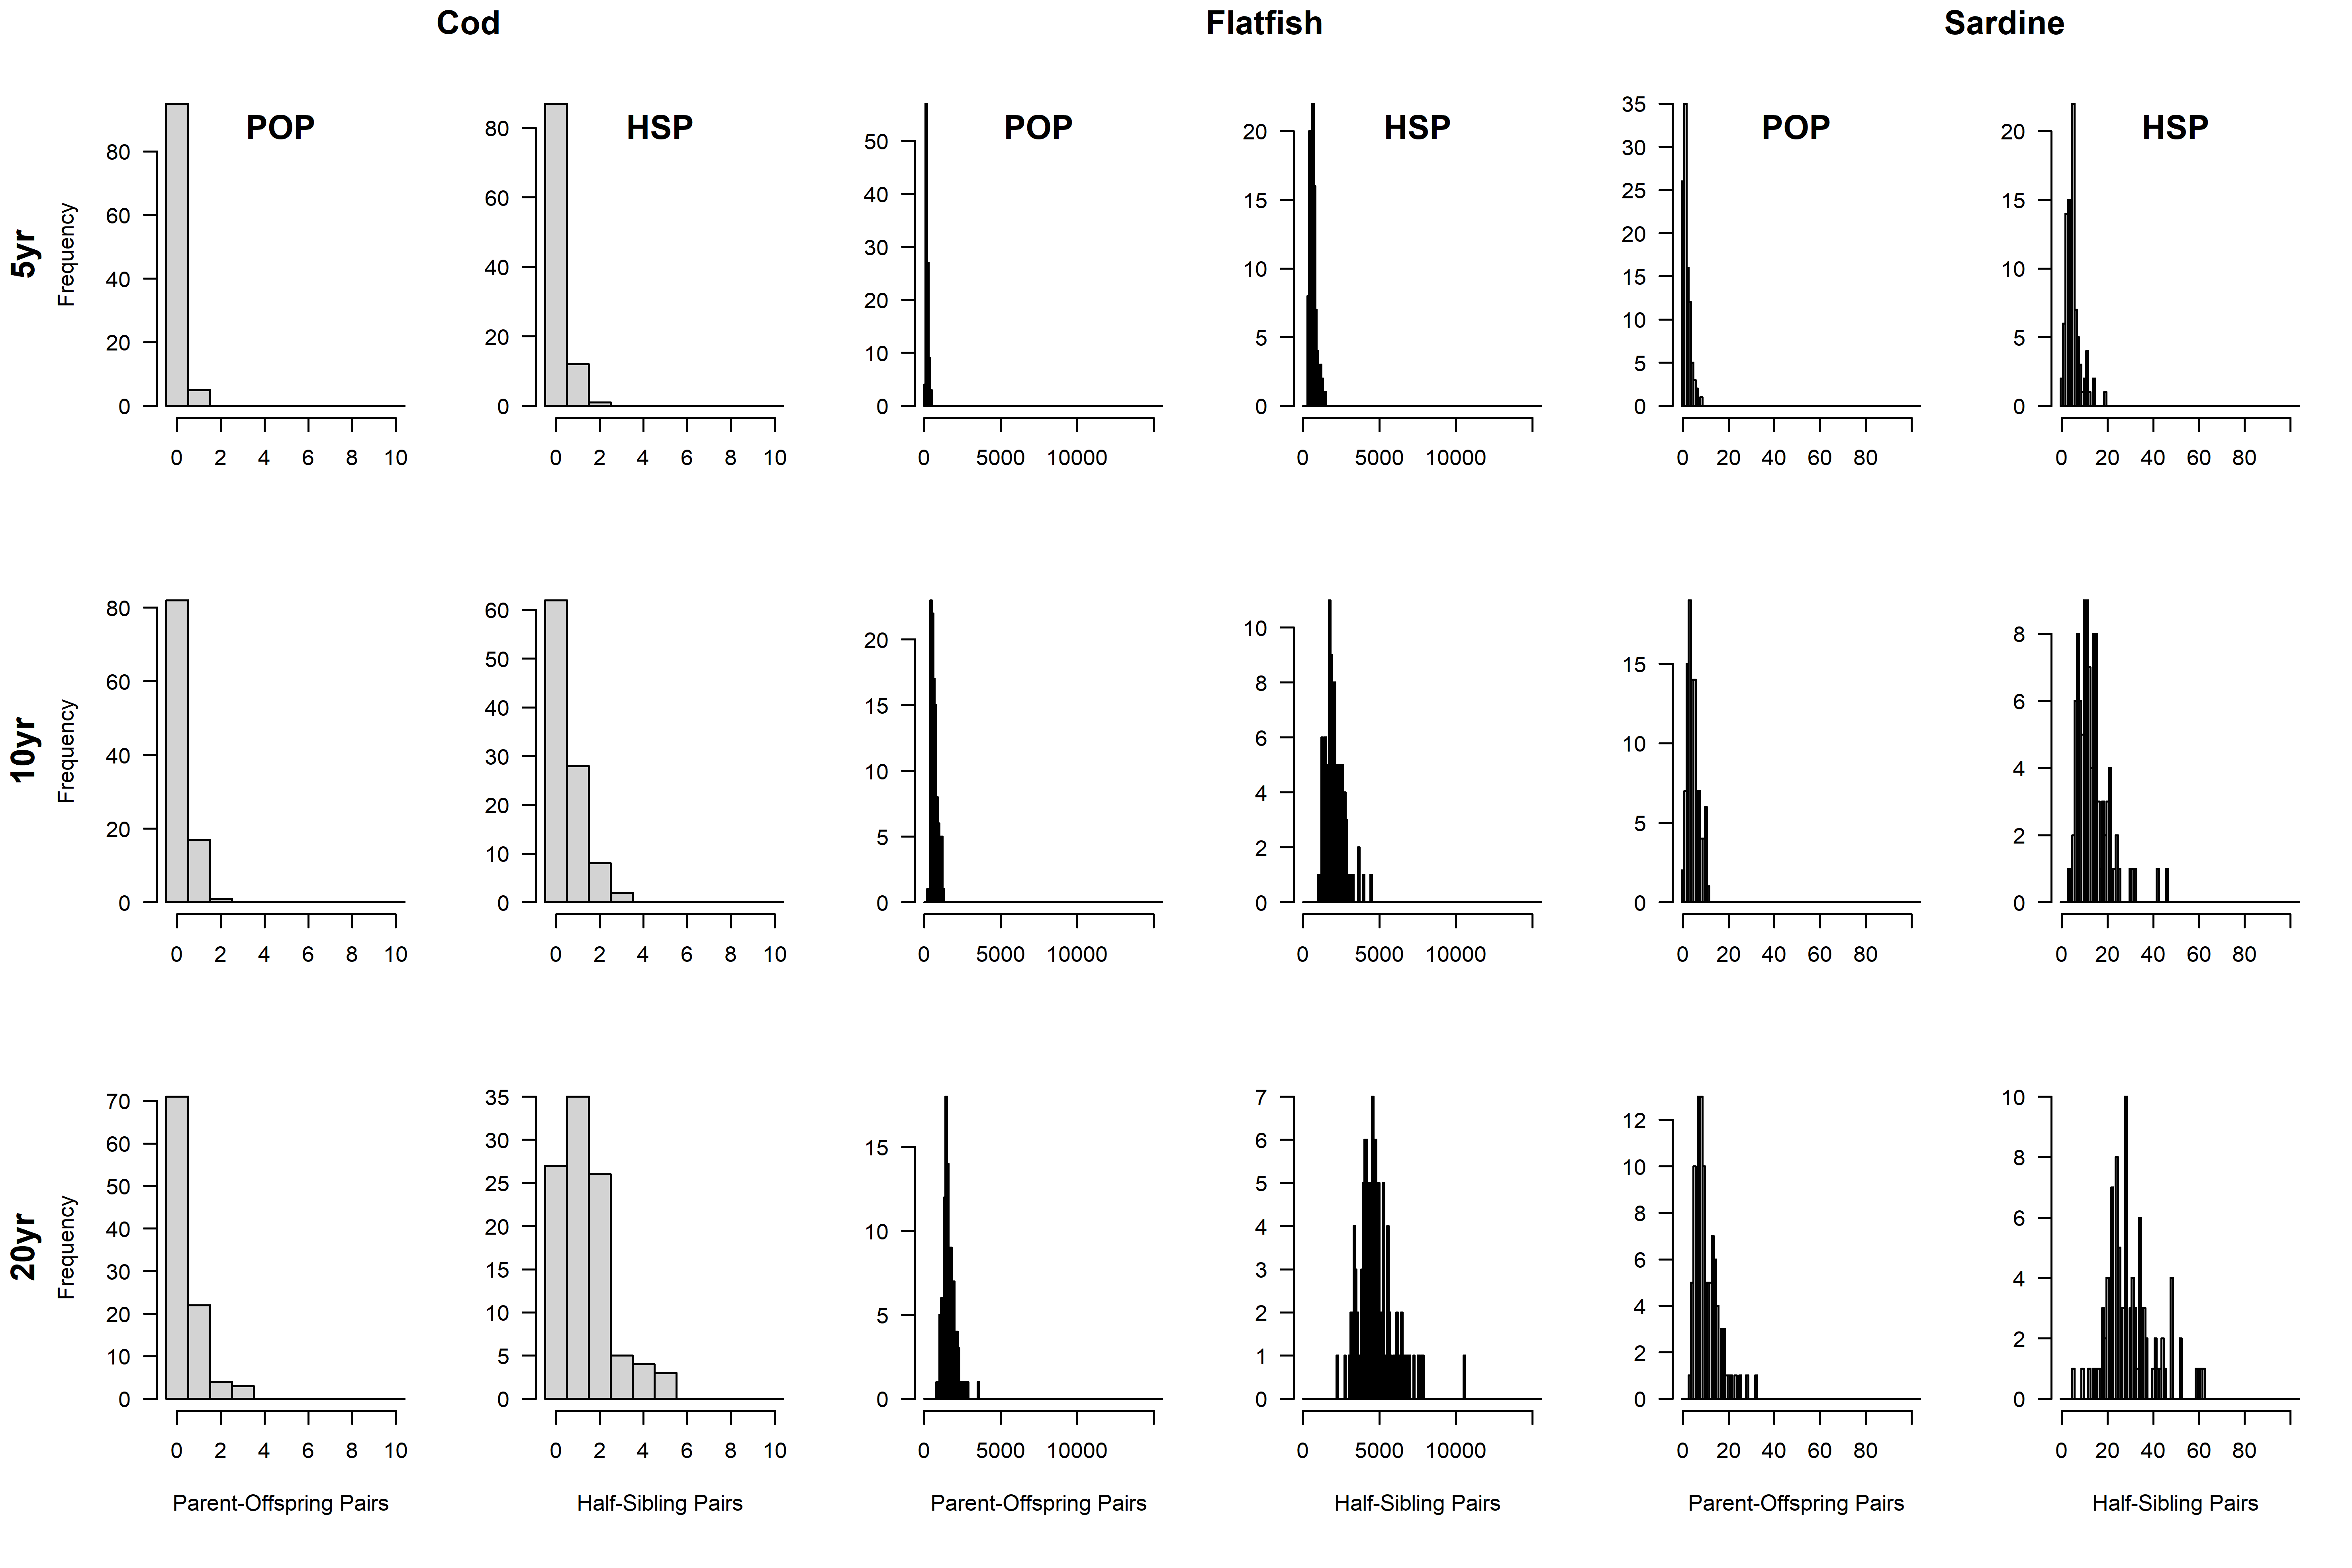 Cod Flatfish Sardine
POP HSP POP HSP POP HSP
5yr
Frequency
0 20 40 60 80
0 20 40 60 80
0 10 20 30 40 50
0 5 10 15 20
0 5 10 15 20 25 30 35
0 5 10 15 20
0 2 4 6 8 10
0 2 4 6 8 10
0 5000 10000
0 5000 10000
0 20 40 60 80
0 20 40 60 80
10yr
Frequency
0 20 40 60 80
0 10 20 30 40 50 60
0 5 10 15 20
0 2 4 6 8 10
0 5 10 15
0 2 4 6 8
0 2 4 6 8 10
0 2 4 6 8 10
0 5000 10000
0 5000 10000
0 20 40 60 80
0 20 40 60 80
20yr
Frequency
0 10 20 30 40 50 60 70
0 5 10 15 20 25 30 35
0 5 10 15
0 1 2 3 4 5 6 7
0 2 4 6 8 10 12
0 2 4 6 8 10
0 2 4 6 8 10
0 2 4 6 8 10
0 5000 10000
0 5000 10000
0 20 40 60 80
0 20 40 60 80
Parent-Offspring Pairs
Half-Sibling Pairs
Parent-Offspring Pairs
Half-Sibling Pairs
Parent-Offspring Pairs
Half-Sibling Pairs